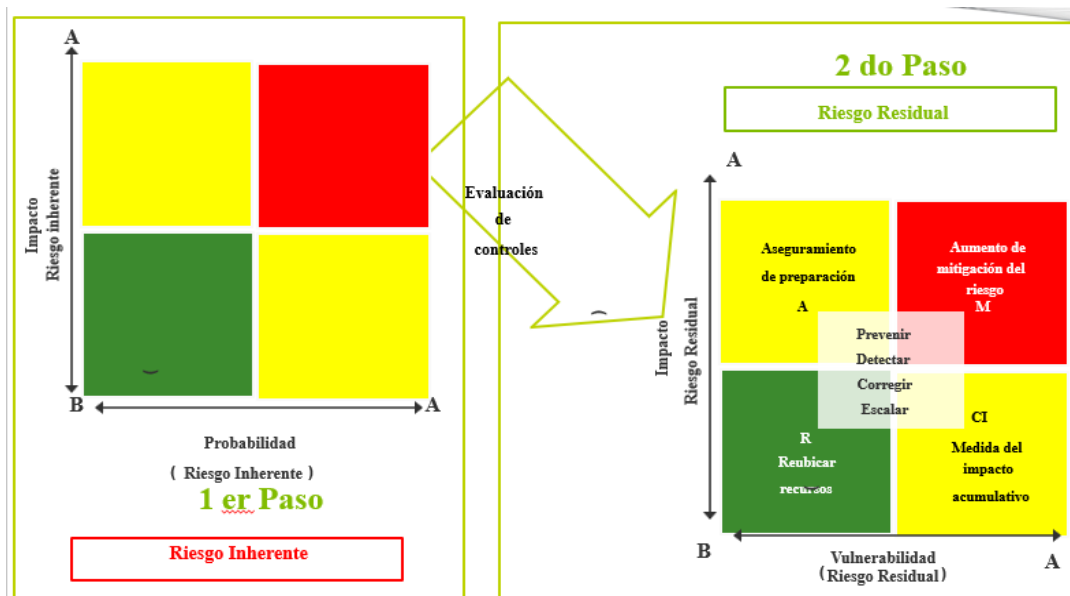 A
Impacto
Riesgo inherente
B
A
Probabilidad
( Riesgo Inherente )
1 er Paso
Riesgo Inherente
Evaluación
de
controles
2 do Paso
Riesgo Residual
A
Impacto
Riesgo Residual
Aseguramiento
de preparación
A
Aumento de
mitigación del
riesgo
M
Prevenir
Detectar
Corregir
Escalar
R
Reubicar
recursos
CI
Medida del
impacto
acumulativo
B
A
Vulnerabilidad
(Riesgo Residual)